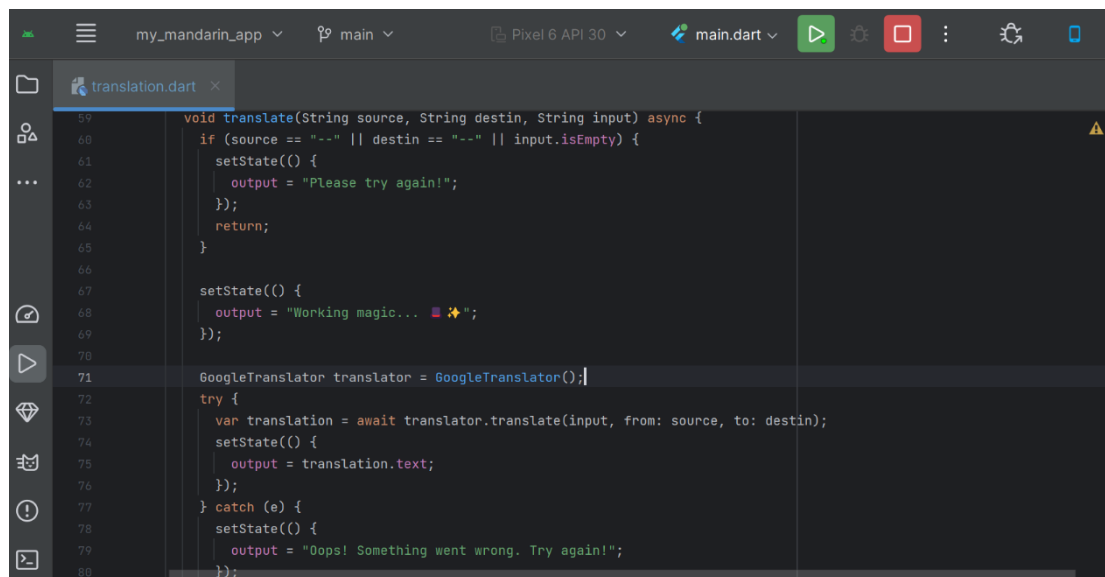 my_mandarin_app main Pixel 6 API 30 main.dart
translation.dart
59 void translate(String source, String destin, String input) async {
60 if (source == "--" || destin == "--" || input.isEmpty) {
61 setState(() {
62 output = "Please try again!";
63 });
64 return;
65 }
66
67 setState(() {
68 output = "Working magic... 🎩✨";
69 });
70
71 GoogleTranslator translator = GoogleTranslator();
72 try {
73 var translation = await translator.translate(input, from: source, to: destin);
74 setState(() {
75 output = translation.text;
76 });
77 } catch (e) {
78 setState(() {
79 output = "Oops! Something went wrong. Try again!";
80 });